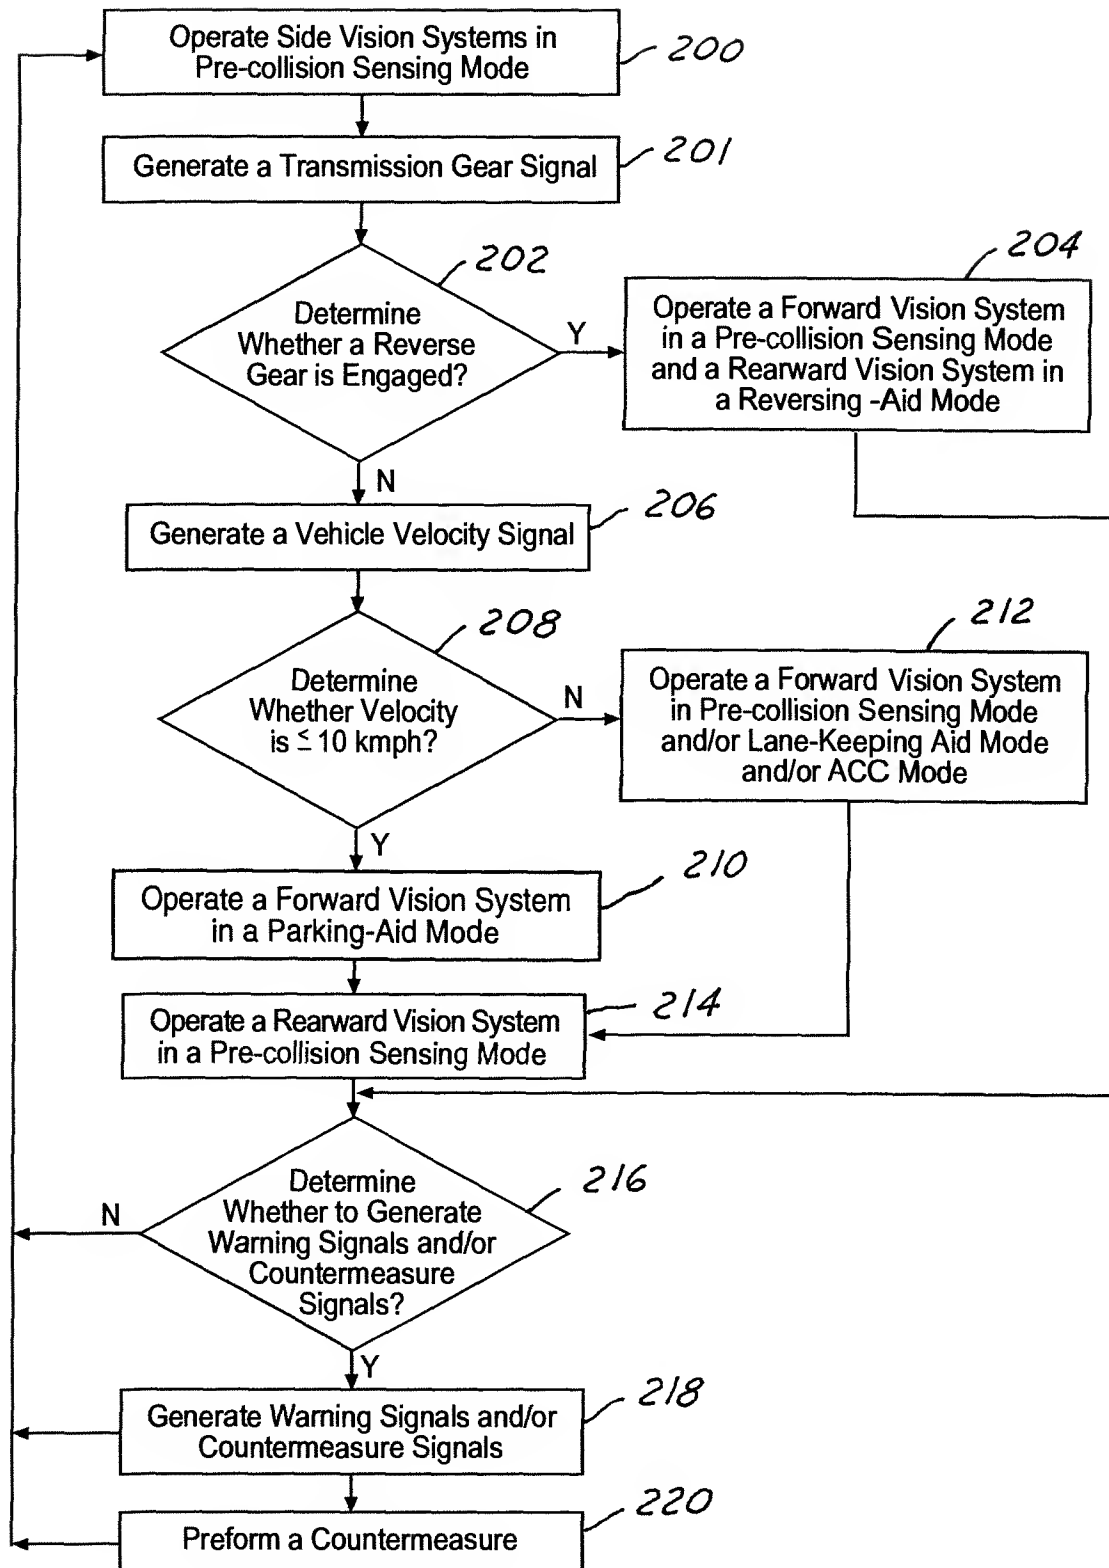 Operate Side Vision Systems in
Pre-collision Sensing Mode
200
Generate a Transmission Gear Signal
201
202
Determine
Whether a Reverse
Gear is Engaged?
Y
N
204
Operate a Forward Vision System
in a Pre-collision Sensing Mode
and a Rearward Vision System in
a Reversing -Aid Mode
Generate a Vehicle Velocity Signal
206
208
Determine
Whether Velocity
is ≤ 10 kmph?
N
Y
212
Operate a Forward Vision System
in Pre-collision Sensing Mode
and/or Lane-Keeping Aid Mode
and/or ACC Mode
Operate a Forward Vision System
in a Parking-Aid Mode
210
Operate a Rearward Vision System
in a Pre-collision Sensing Mode
214
Determine
Whether to Generate
Warning Signals and/or
Countermeasure
Signals?
216
N
Y
Generate Warning Signals and/or
Countermeasure Signals
218
Preform a Countermeasure
220